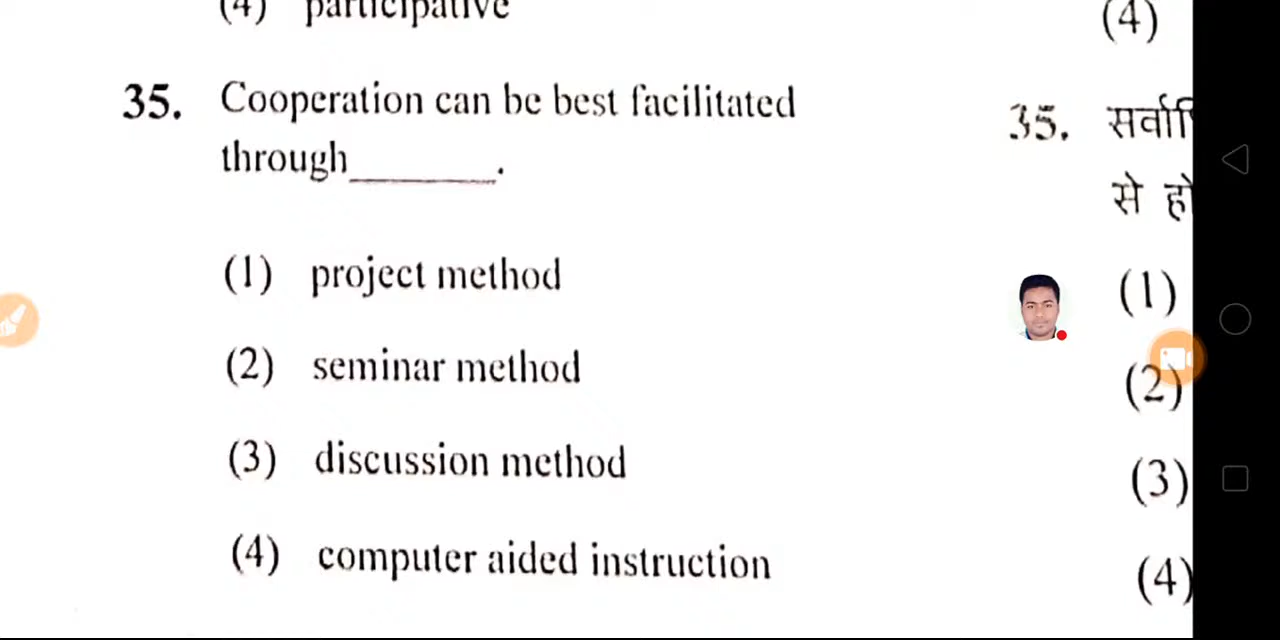 (4) participative
35. Cooperation can be best facilitated
through_______.
(1) project method
(2) seminar method
(3) discussion method
(4) computer aided instruction
(4)
35.
से
(1)
(2)
(3)
(4)